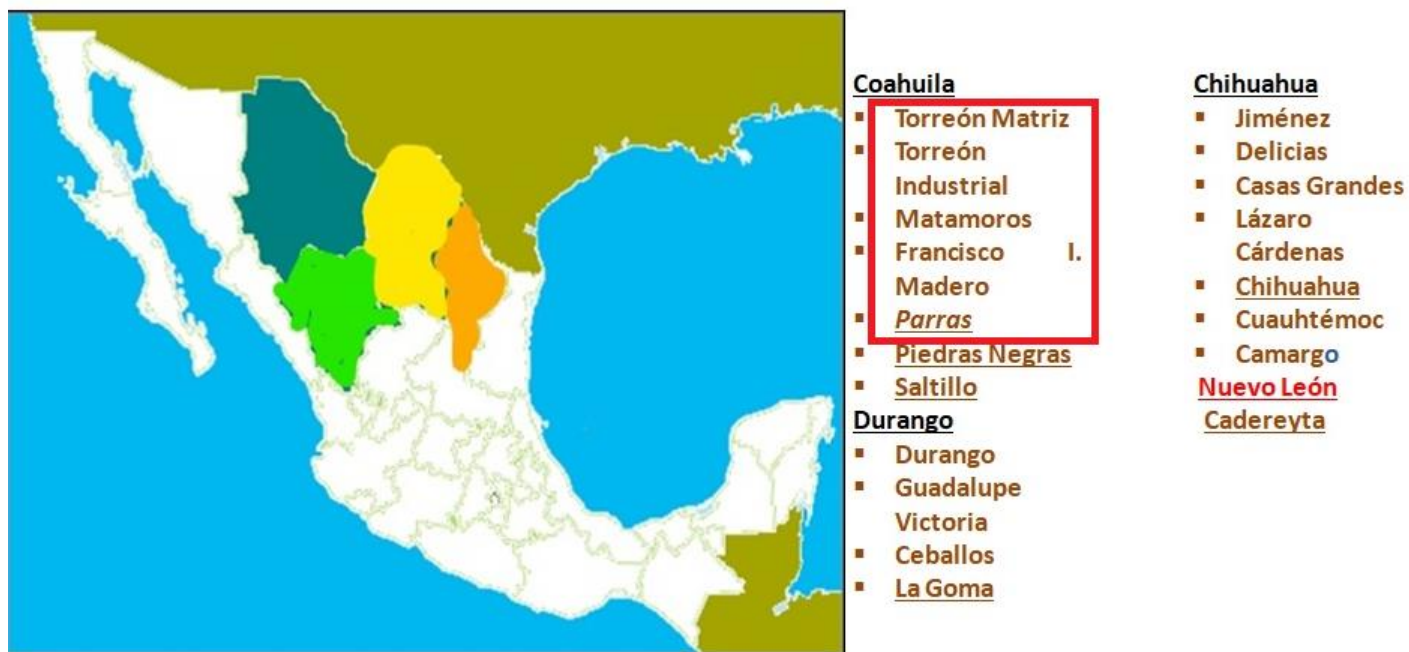 Coahuila
▪ Torreón Matriz
▪ Torreón
Industrial
▪ Matamoros
▪ Francisco I.
Madero
▪ Parras
▪ Piedras Negras
▪ Saltillo
Durango
▪ Durango
▪ Guadalupe
Victoria
▪ Ceballos
▪ La Goma
Chihuahua
▪ Jiménez
▪ Delicias
▪ Casas Grandes
▪ Lázaro
Cárdenas
▪ Chihuahua
▪ Cuauhtémoc
▪ Camargo
Nuevo León
Cadereyta